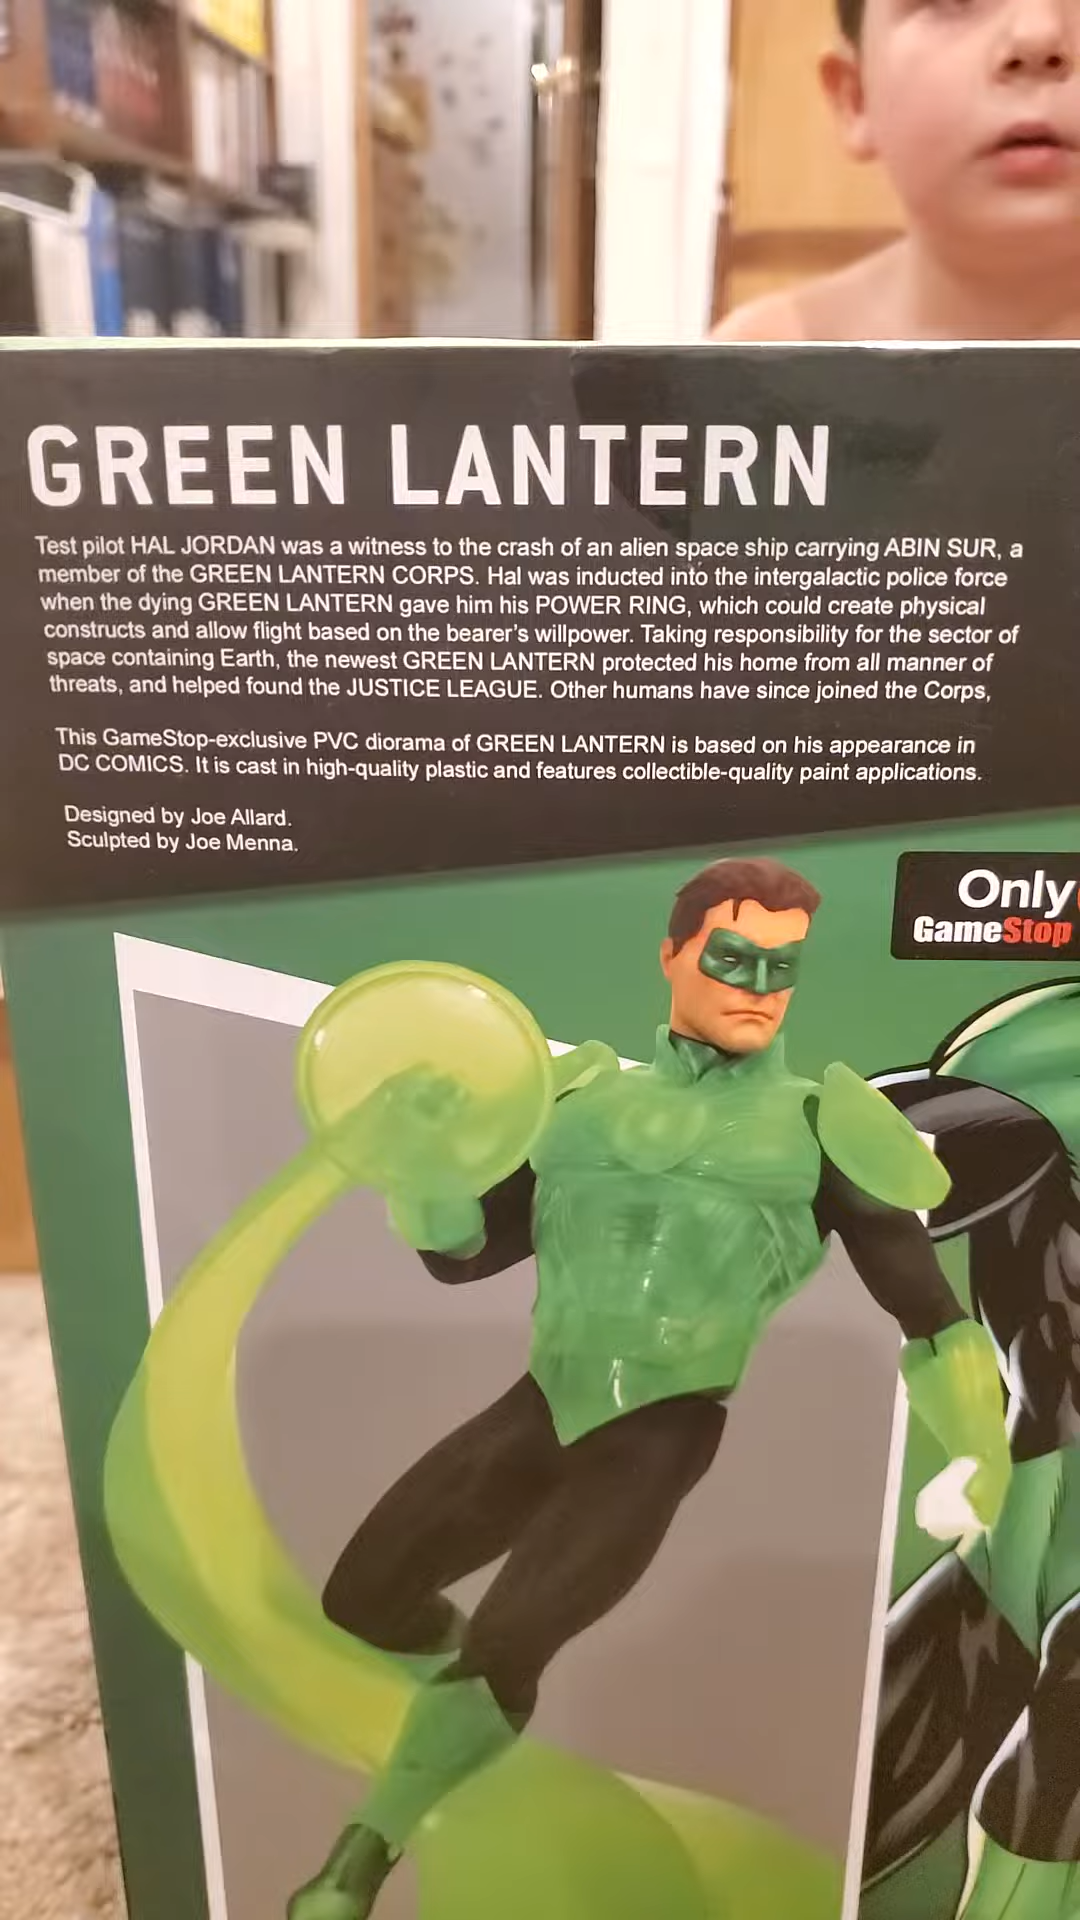 GREEN LANTERN
Test pilot HAL JORDAN was a witness to the crash of an alien space ship carrying ABIN SUR, a
member of the GREEN LANTERN CORPS. Hal was inducted into the intergalactic police force
when the dying GREEN LANTERN gave him his POWER RING, which could create physical
constructs and allow flight based on the bearer's willpower. Taking responsibility for the sector of
space containing Earth, the newest GREEN LANTERN protected his home from all manner of
threats, and helped found the JUSTICE LEAGUE. Other humans have since joined the Corps,
This GameStop-exclusive PVC diorama of GREEN LANTERN is based on his appearance in
DC COMICS. It is cast in high-quality plastic and features collectible-quality paint applications.
Designed by Joe Allard.
Sculpted by Joe Menna.
Only
GameStop